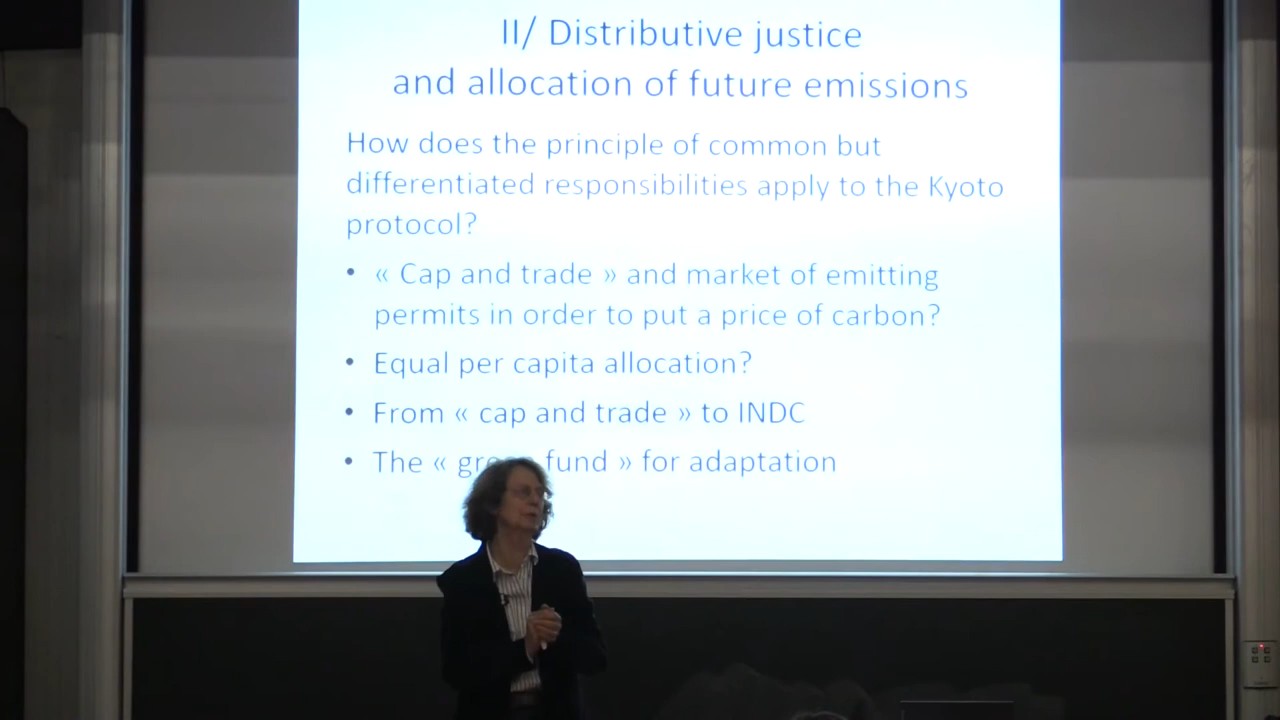 II/ Distributive justice
and allocation of future emissions
How does the principle of common but
differentiated responsibilities apply to the Kyoto
protocol?
• « Cap and trade » and market of emitting
permits in order to put a price of carbon?
• Equal per capita allocation?
• From « cap and trade » to INDC
• The « green fund » for adaptation